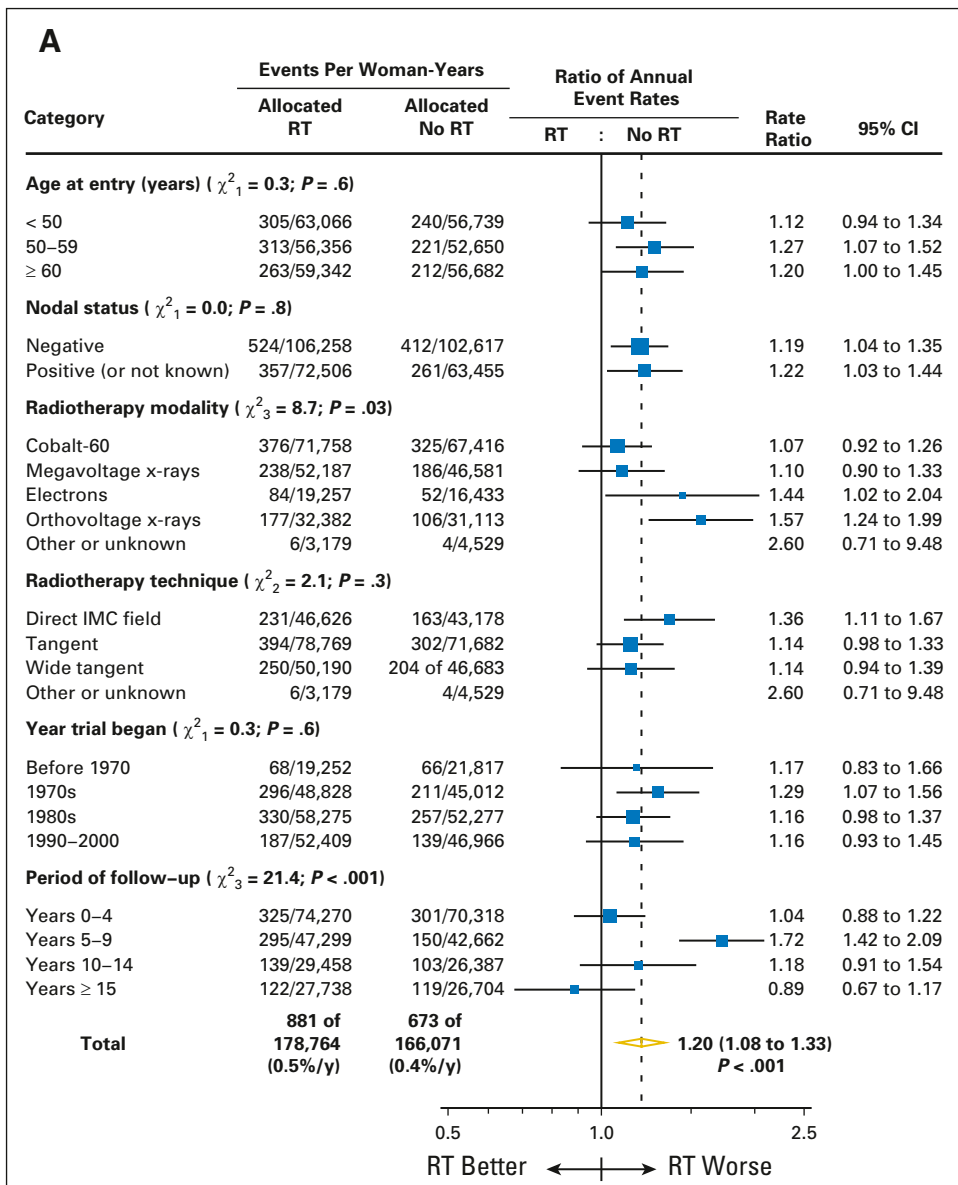 A
Events Per Woman-Years
Ratio of Annual
Event Rates
Category
Allocated
RT
Allocated
No RT
RT : No RT
Rate
Ratio
95% CI
Age at entry (years) ( χ²₁ = 0.3; P = .6)
< 50 305/63,066 240/56,739 1.12 0.94 to 1.34
50–59 313/56,356 221/52,650 1.27 1.07 to 1.52
≥ 60 263/59,342 212/56,682 1.20 1.00 to 1.45
Nodal status ( χ²₁ = 0.0; P = .8)
Negative 524/106,258 412/102,617 1.19 1.04 to 1.35
Positive (or not known) 357/72,506 261/63,455 1.22 1.03 to 1.44
Radiotherapy modality ( χ²₃ = 8.7; P = .03)
Cobalt-60 376/71,758 325/67,416 1.07 0.92 to 1.26
Megavoltage x-rays 238/52,187 186/46,581 1.10 0.90 to 1.33
Electrons 84/19,257 52/16,433 1.44 1.02 to 2.04
Orthovoltage x-rays 177/32,382 106/31,113 1.57 1.24 to 1.99
Other or unknown 6/3,179 4/4,529 2.60 0.71 to 9.48
Radiotherapy technique ( χ²₂ = 2.1; P = .3)
Direct IMC field 231/46,626 163/43,178 1.36 1.11 to 1.67
Tangent 394/78,769 302/71,682 1.14 0.98 to 1.33
Wide tangent 250/50,190 204 of 46,683 1.14 0.94 to 1.39
Other or unknown 6/3,179 4/4,529 2.60 0.71 to 9.48
Year trial began ( χ²₁ = 0.3; P = .6)
Before 1970 68/19,252 66/21,817 1.17 0.83 to 1.66
1970s 296/48,828 211/45,012 1.29 1.07 to 1.56
1980s 330/58,275 257/52,277 1.16 0.98 to 1.37
1990–2000 187/52,409 139/46,966 1.16 0.93 to 1.45
Period of follow–up ( χ²₃ = 21.4; P < .001)
Years 0–4 325/74,270 301/70,318 1.04 0.88 to 1.22
Years 5–9 295/47,299 150/42,662 1.72 1.42 to 2.09
Years 10–14 139/29,458 103/26,387 1.18 0.91 to 1.54
Years ≥ 15 122/27,738 119/26,704 0.89 0.67 to 1.17
881 of 673 of
Total 178,764 166,071 1.20 (1.08 to 1.33)
(0.5%/y) (0.4%/y) P < .001
0.5 1.0 2.5
RT Better RT Worse